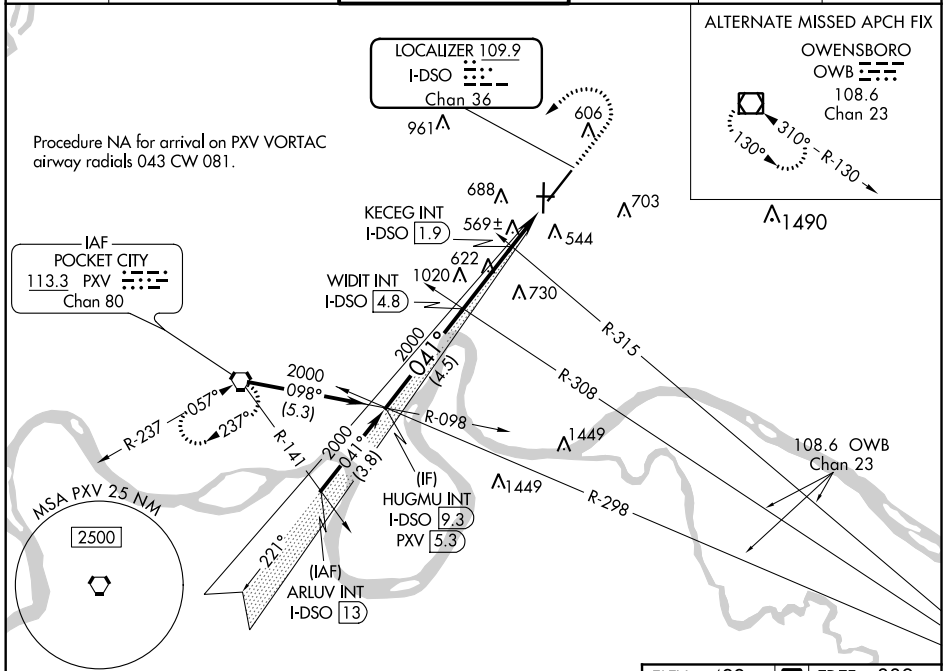 ALTERNATE MISSED APCH FIX
OWENSBORO
OWB
108.6
Chan 23
310°
R-130
130°
LOCALIZER 109.9
I-DSO
Chan 36
Procedure NA for arrival on PXV VORTAC
airway radials 043 CW 081.
961
606
688
703
1490
KECEG INT
I-DSO 1.9
569±
544
IAF
POCKET CITY
113.3 PXV
Chan 80
622
1020
WIDIT INT
I-DSO 4.8
730
R-315
2000
041°
(4.5)
R-308
2000
098°
(5.3)
057°
R-237
237°
R-141
R-098
2000
041°
(3.8)
1449
108.6 OWB
Chan 23
1449
(IF)
HUGMU INT
I-DSO 9.3
PXV 5.3
R-298
MSA PXV 25 NM
2500
221°
(IAF)
ARLUV INT
I-DSO 13